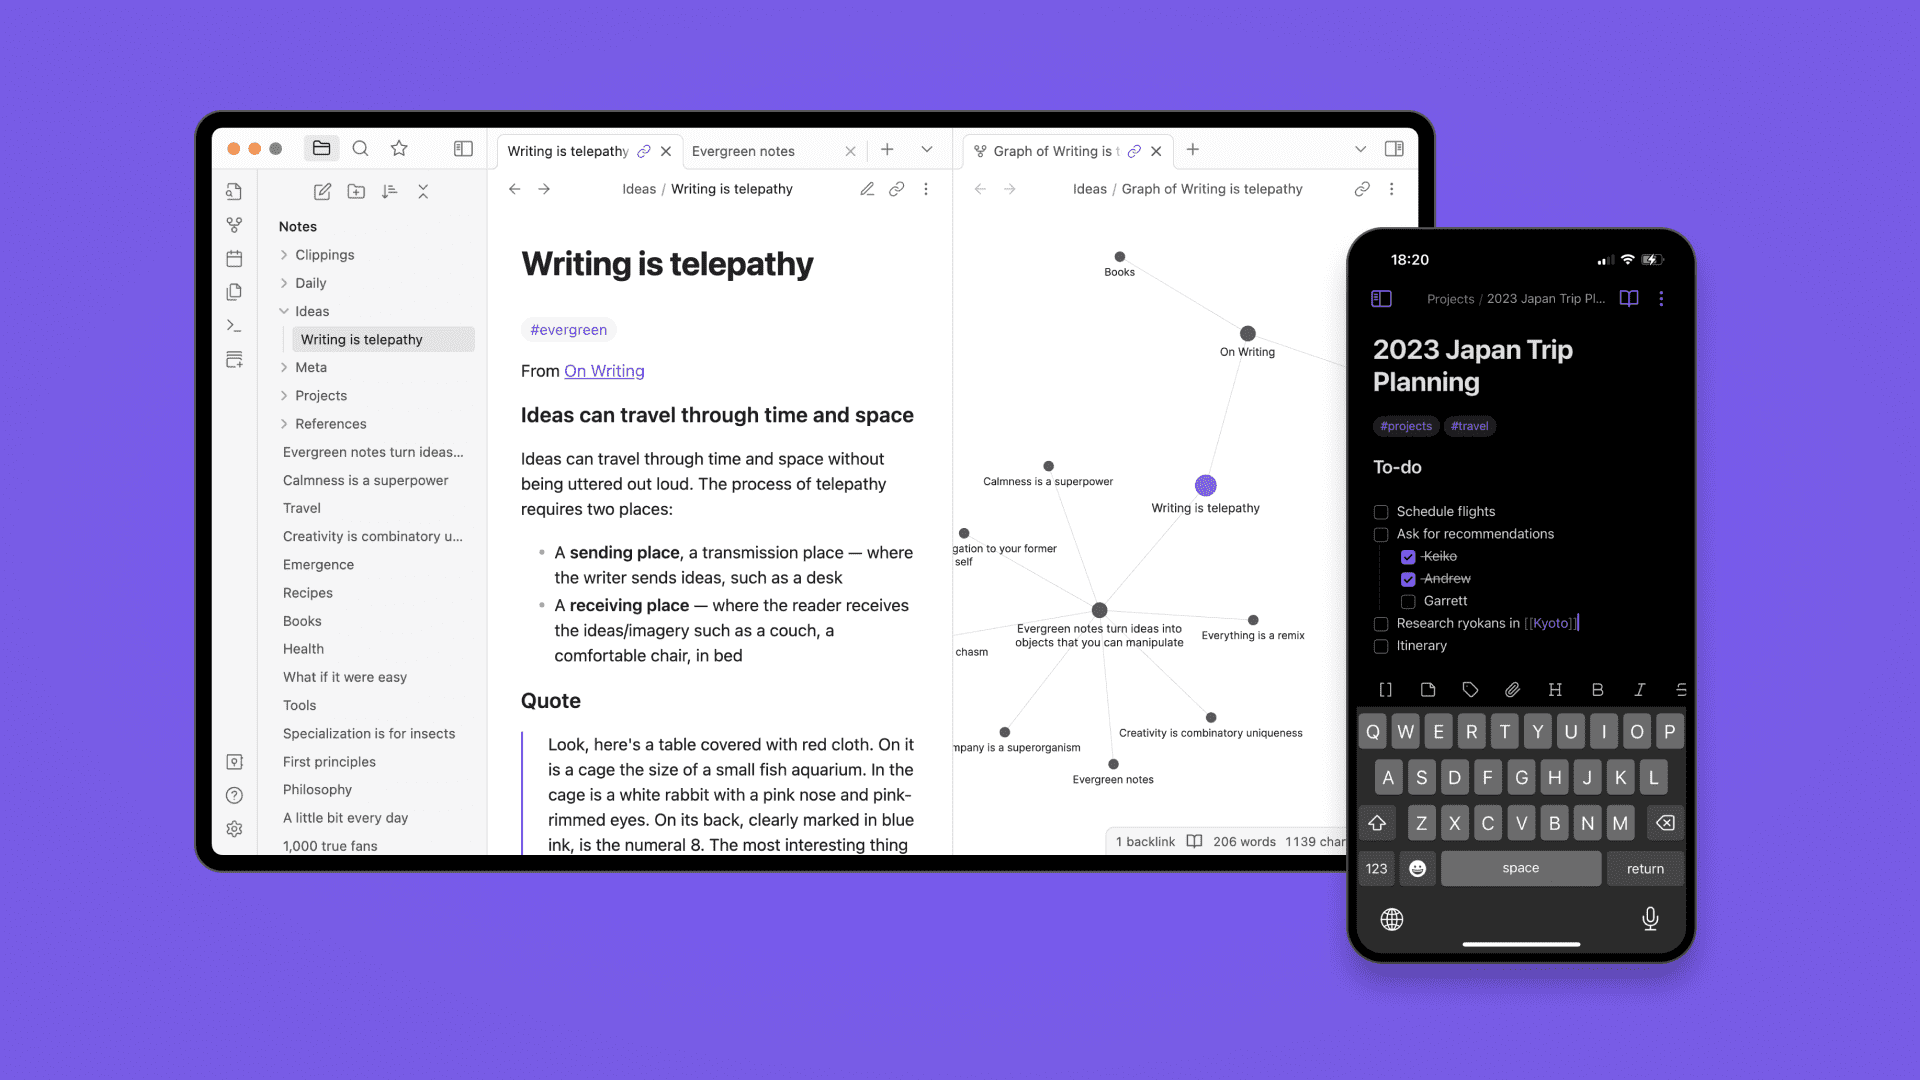 Writing is telepathy
Evergreen notes
Graph of Writing is t
Ideas / Writing is telepathy
Ideas / Graph of Writing is telepathy
Notes
Clippings
Daily
Ideas
Writing is telepathy
Meta
Projects
References
Evergreen notes turn ideas...
Calmness is a superpower
Travel
Creativity is combinatory u...
Emergence
Recipes
Books
Health
What if it were easy
Tools
Specialization is for insects
First principles
Philosophy
A little bit every day
1,000 true fans
Writing is telepathy
#evergreen
From On Writing
Ideas can travel through time and space
Ideas can travel through time and space without
being uttered out loud. The process of telepathy
requires two places:
• A sending place, a transmission place — where
the writer sends ideas, such as a desk
• A receiving place — where the reader receives
the ideas/imagery such as a couch, a
comfortable chair, in bed
Quote
Look, here's a table covered with red cloth. On it
is a cage the size of a small fish aquarium. In the
cage is a white rabbit with a pink nose and pink-
rimmed eyes. On its back, clearly marked in blue
ink, is the numeral 8. The most interesting thing
Books
On Writing
Calmness is a superpower
Writing is telepathy
gation to your former
self
Evergreen notes turn ideas into
objects that you can manipulate
Everything is a remix
chasm
Creativity is combinatory uniqueness
mpany is a superorganism
Evergreen notes
1 backlink 206 words 1139 char
18:20
Projects / 2023 Japan Trip Pl...
2023 Japan Trip
Planning
#projects #travel
To-do
Schedule flights
Ask for recommendations
Keiko
Andrew
Garrett
Research ryokans in [[Kyoto]]
Itinerary
[] H B I S
Q W E R T Y U I O P
A S D F G H J K L
Z X C V B N M
123 space return